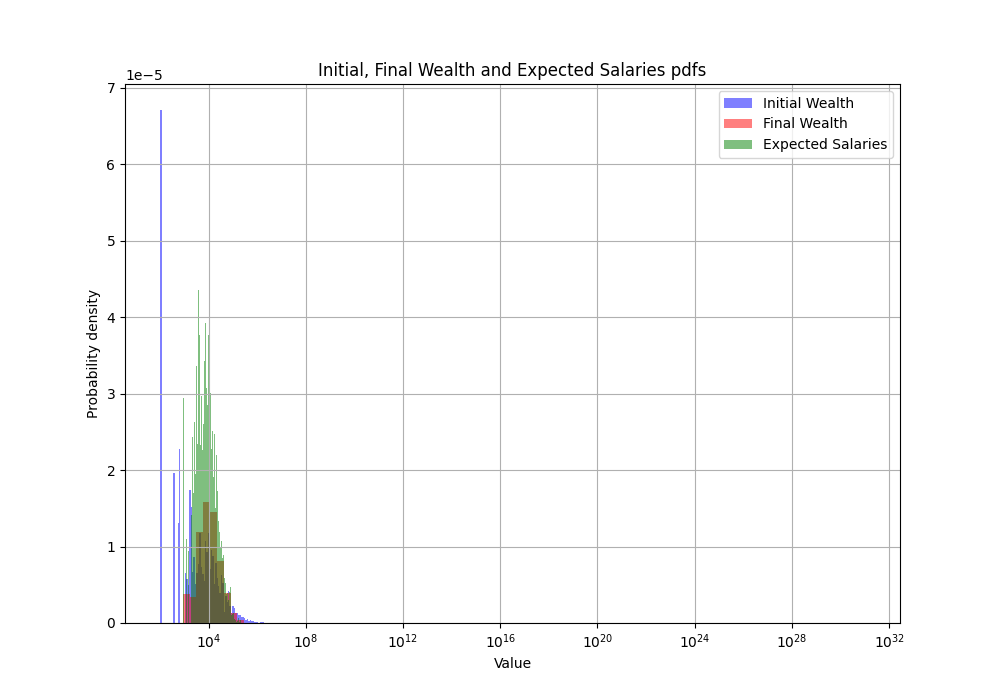 Initial, Final Wealth and Expected Salaries pdfs
1e−5
7
6
5
4
3
2
1
0
Probability density
Initial Wealth
Final Wealth
Expected Salaries
10^4 10^8 10^12 10^16 10^20 10^24 10^28 10^32
Value